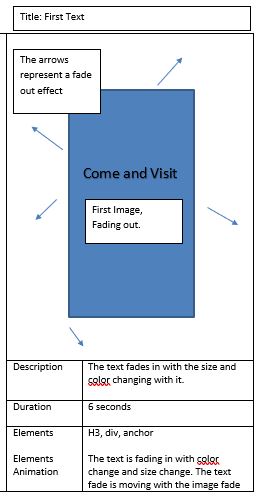 Title: First Text
The arrows
represent a fade
out effect
Come and Visit
First Image,
Fading out.
Description
The text fades in with the size and
color changing with it.
Duration
6 seconds
Elements
H3, div, anchor
Elements
Animation
The text is fading in with color
change and size change. The text
fade is moving with the image fade